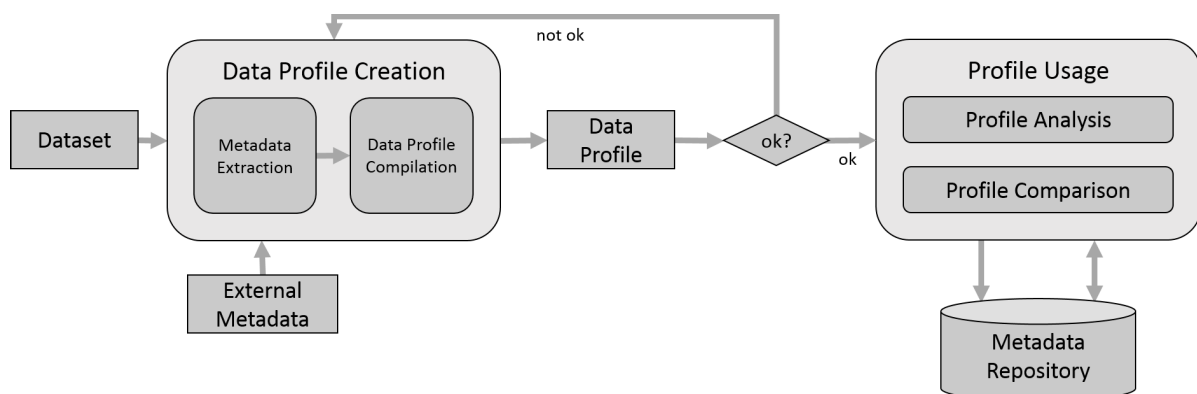 not ok
Data Profile Creation
Profile Usage
Dataset
Metadata
Extraction
Data Profile
Compilation
Data
Profile
ok?
ok
Profile Analysis
Profile Comparison
External
Metadata
Metadata
Repository